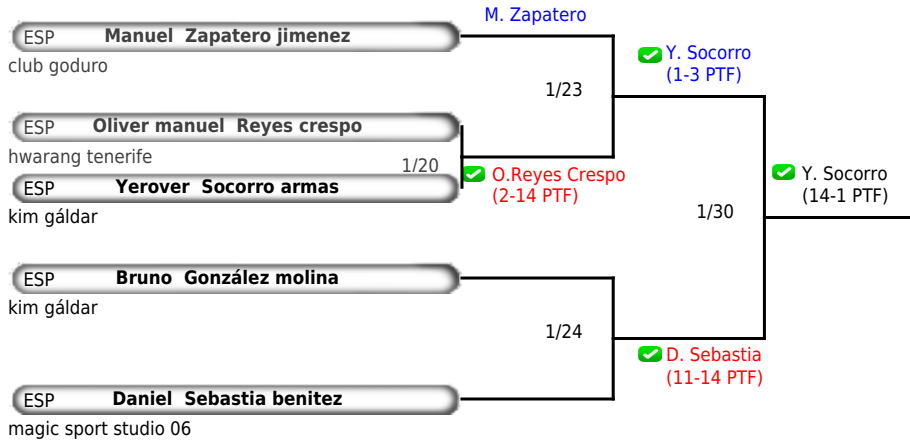 M. Zapatero
ESP Manuel Zapatero jimenez
club goduro
Y. Socorro
(1-3 PTF)
1/23
ESP Oliver manuel Reyes crespo
hwarang tenerife
1/20
O.Reyes Crespo
(2-14 PTF)
ESP Yerover Socorro armas
kim gáldar
Y. Socorro
(14-1 PTF)
1/30
ESP Bruno González molina
kim gáldar
1/24
D. Sebastia
(11-14 PTF)
ESP Daniel Sebastia benitez
magic sport studio 06